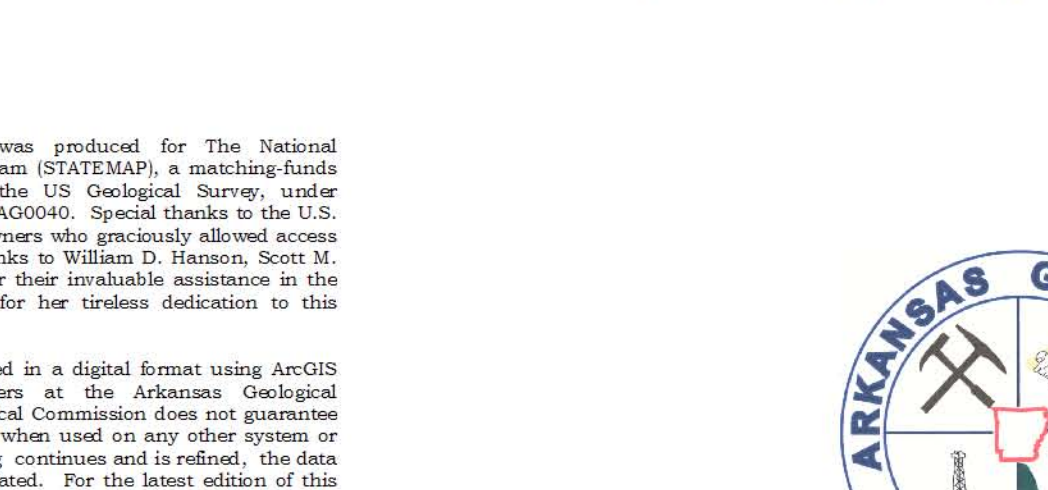 was produced for The National
am (STATEMAP), a matching-funds
the US Geological Survey, under
AG0040. Special thanks to the U.S.
ners who graciously allowed access
nks to William D. Hanson, Scott M.
r their invaluable assistance in the
for her tireless dedication to this
ed in a digital format using ArcGIS
ers at the Arkansas Geological
cal Commission does not guarantee
when used on any other system or
g continues and is refined, the data
ated. For the latest edition of this
ARKANSAS G